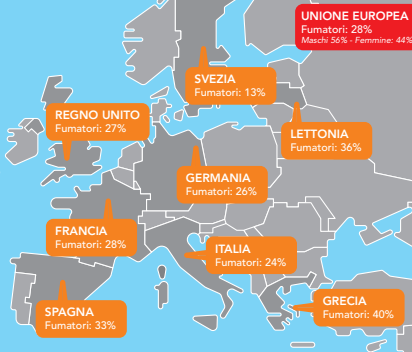 UNIONE EUROPEA
Fumatori: 28%
Maschi 56% - Femmine: 44%
SVEZIA
Fumatori: 13%
REGNO UNITO
Fumatori: 27%
LETTONIA
Fumatori: 36%
GERMANIA
Fumatori: 26%
FRANCIA
Fumatori: 28%
ITALIA
Fumatori: 24%
SPAGNA
Fumatori: 33%
GRECIA
Fumatori: 40%